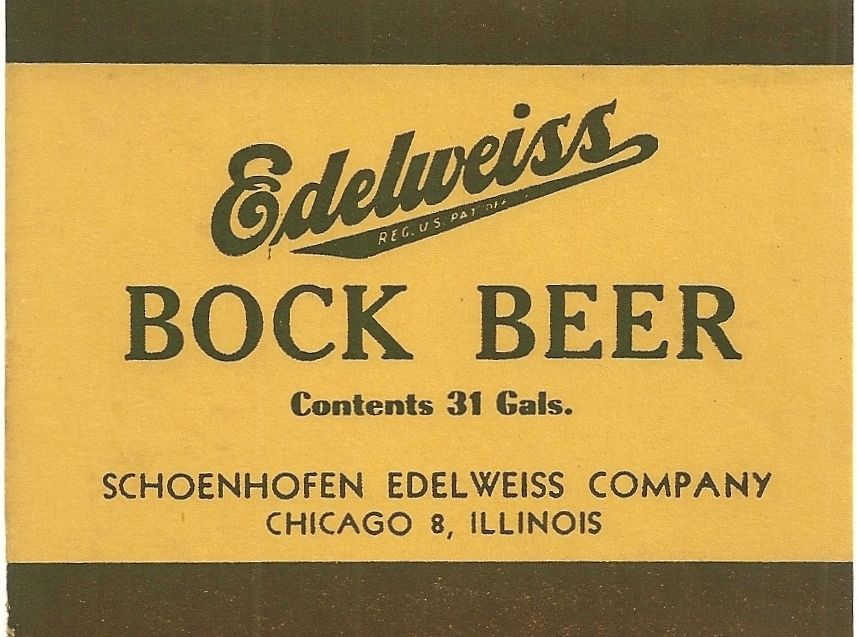 Edelweiss
REG. U.S. PAT. OFF.
BOCK BEER
Contents 31 Gals.
SCHOENHOFEN EDELWEISS COMPANY
CHICAGO 8, ILLINOIS